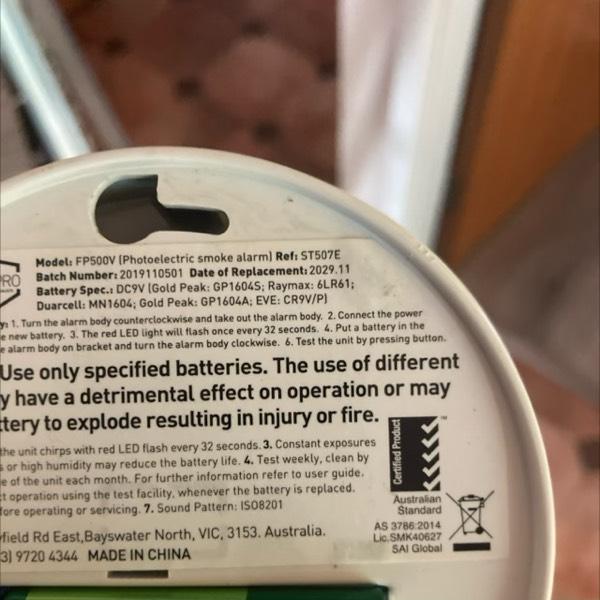 PRO
Model: FP500V (Photoelectric smoke alarm) Ref: ST507E
Batch Number: 2019110501 Date of Replacement: 2029.11
Battery Spec.: DC9V (Gold Peak: GP1604S; Raymax: 6LR61;
Duarcell: MN1604; Gold Peak: GP1604A; EVE: CR9V/P)
y: 1. Turn the alarm body counterclockwise and take out the alarm body. 2. Connect the power
e new battery. 3. The red LED light will flash once every 32 seconds. 4. Put a battery in the
e alarm body on bracket and turn the alarm body clockwise. 6. Test the unit by pressing button.
Use only specified batteries. The use of different
y have a detrimental effect on operation or may
ttery to explode resulting in injury or fire.
the unit chirps with red LED flash every 32 seconds. 3. Constant exposures
s or high humidity may reduce the battery life. 4. Test weekly, clean by
e of the unit each month. For further information refer to user guide.
t operation using the test facility, whenever the battery is replaced.
fore operating or servicing. 7. Sound Pattern: ISO8201
yfield Rd East,Bayswater North, VIC, 3153. Australia.
3) 9720 4344 MADE IN CHINA
Certified Product
TM
Australian
Standard
AS 3786:2014
Lic.SMK40627
SAI Global